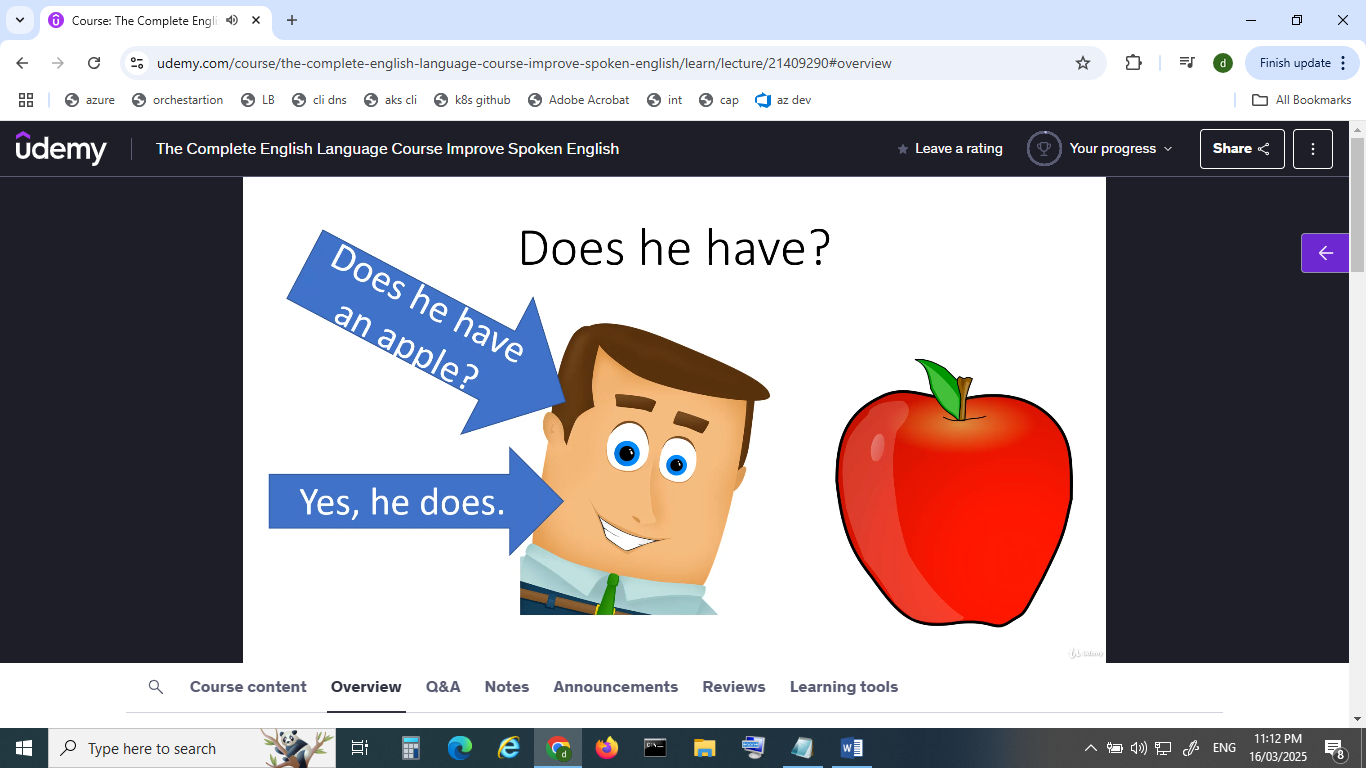 Course: The Complete Engli
udemy.com/course/the-complete-english-language-course-improve-spoken-english/learn/lecture/21409290#overview
d
Finish update
azure
orchestartion
LB
cli dns
aks cli
k8s github
Adobe Acrobat
int
cap
az dev
All Bookmarks
udemy
The Complete English Language Course Improve Spoken English
Leave a rating
Your progress
Share
Does he have?
Does he have
an apple?
Yes, he does.
Udemy
Course content
Overview
Q&A
Notes
Announcements
Reviews
Learning tools
Type here to search
ENG
11:12 PM
16/03/2025
8